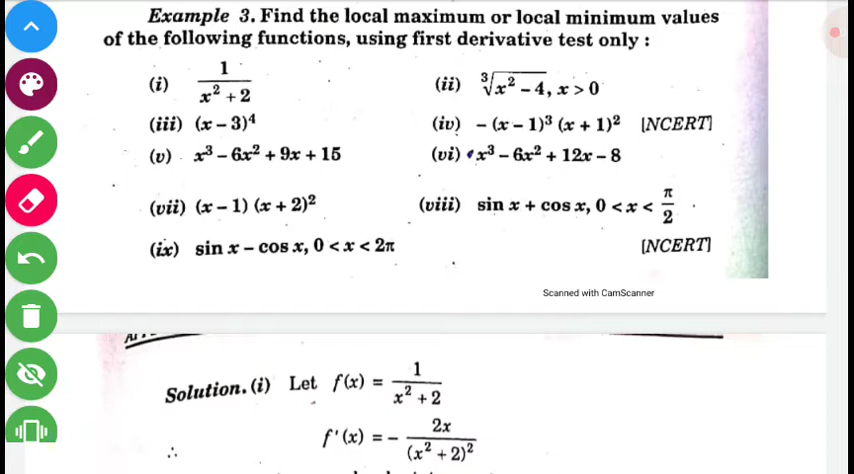 Example 3. Find the local maximum or local minimum values
of the following functions, using first derivative test only :
(i) 1/(x² + 2) (ii) ∛(x² – 4), x > 0
(iii) (x – 3)⁴ (iv) – (x – 1)³ (x + 1)² [NCERT]
(v) x³ – 6x² + 9x + 15 (vi) x³ – 6x² + 12x – 8
(vii) (x – 1) (x + 2)² (viii) sin x + cos x, 0 < x < π/2
(ix) sin x – cos x, 0 < x < 2π [NCERT]
Scanned with CamScanner
Solution. (i) Let f(x) = 1/(x² + 2)
∴ f'(x) = – 2x/(x² + 2)²